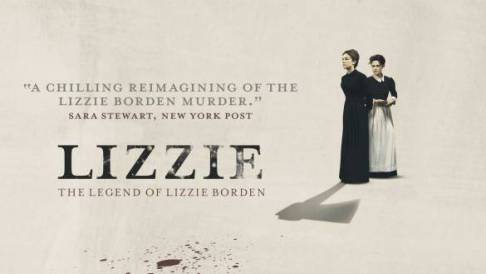 "A CHILLING REIMAGINING OF THE
LIZZIE BORDEN MURDER."
SARA STEWART, NEW YORK POST
LIZZIE
THE LEGEND OF LIZZIE BORDEN